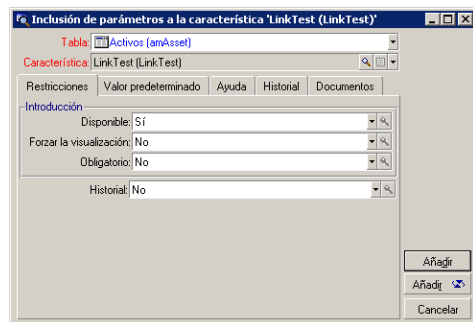 Inclusión de parámetros a la característica 'LinkTest (LinkTest)'
Tabla: Activos (amAsset)
Característica: LinkTest (LinkTest)
Restricciones Valor predeterminado Ayuda Historial Documentos
Introducción
Disponible: Sí
Forzar la visualización: No
Obligatorio: No
Historial: No
Añadir
Añadir
Cancelar